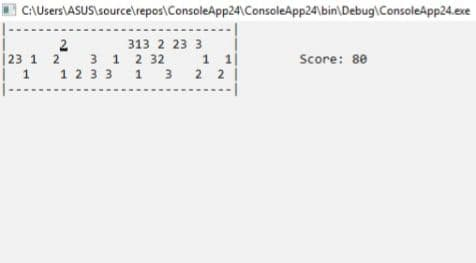 C:\Users\ASUS\source\repos\ConsoleApp24\ConsoleApp24\bin\Debug\ConsoleApp24.exe
|------------------------------|
|       2        313 2 23 3    |
|23 1  2    3  1  2 32     1  1|        Score: 80
|  1    1 2 3 3   1   3   2  2 |
|------------------------------|